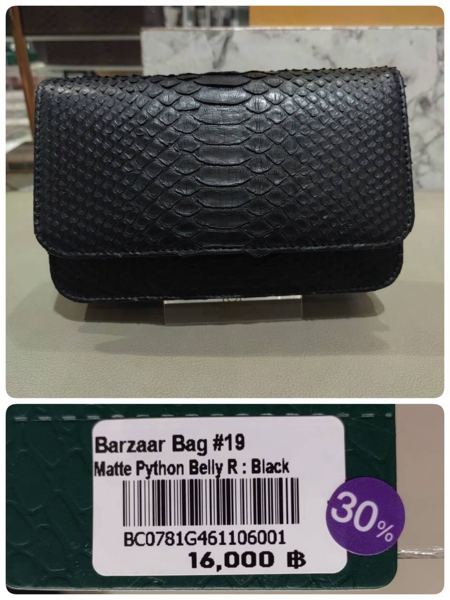 Barzaar Bag #19
Matte Python Belly R : Black
BC0781G461106001
16,000 ฿
30%